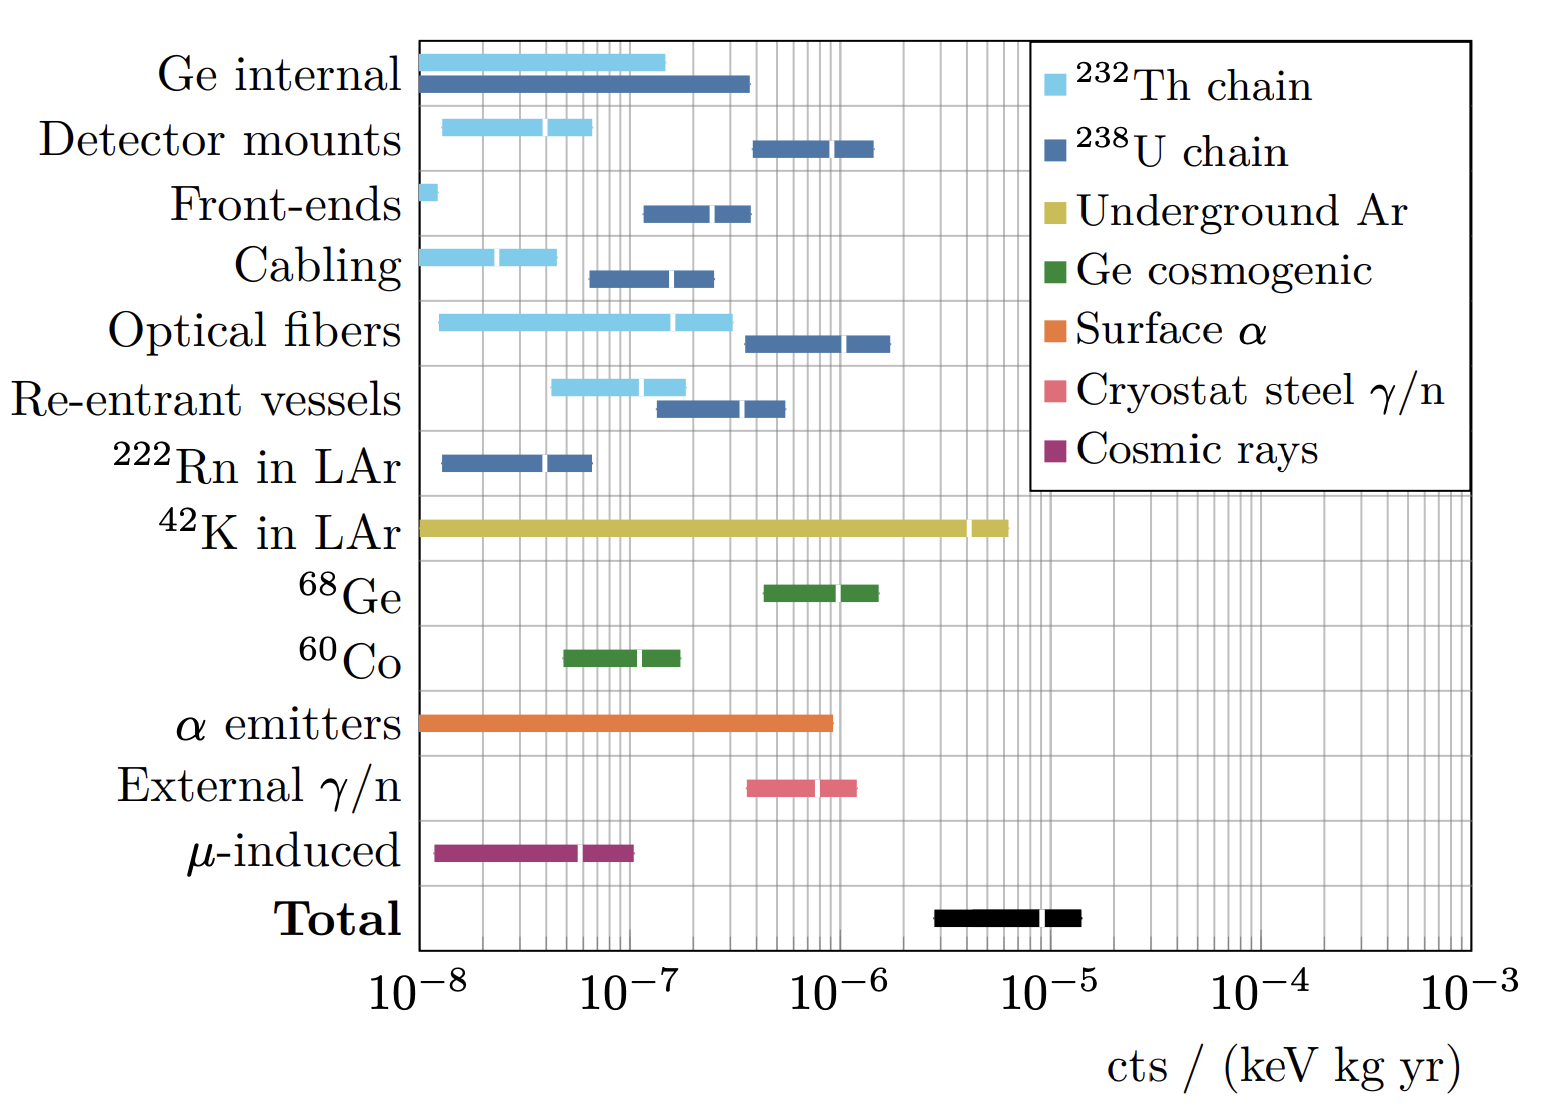 Ge internal
Detector mounts
Front-ends
Cabling
Optical fibers
Re-entrant vessels
²²²Rn in LAr
⁴²K in LAr
⁶⁸Ge
⁶⁰Co
α emitters
External γ/n
μ-induced
Total
²³²Th chain
²³⁸U chain
Underground Ar
Ge cosmogenic
Surface α
Cryostat steel γ/n
Cosmic rays
10⁻⁸ 10⁻⁷ 10⁻⁶ 10⁻⁵ 10⁻⁴ 10⁻³
cts / (keV kg yr)